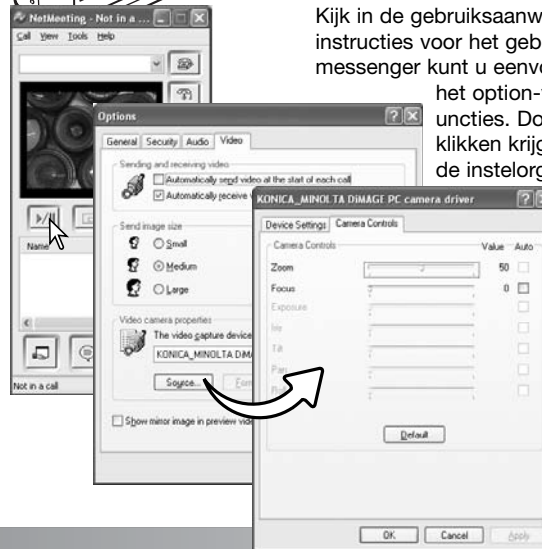 Kijk in de gebruiksaanw
instructies voor het geb
messenger kunt u eenvo
het option-
uncties. Do
klikken krijg
de instelorg
NetMeeting - Not in a ...
Call View Tools Help
Name
Not in a call
Options
General Security Audio Video
Sending and receiving video
Automatically send video at the start of each call
Automatically receive v
Send image size
Small
Medium
Large
Video camera properties
The video capture device
KONICA_MINOLTA DiMA
Source...
Show mirror image in preview vide
KONICA_MINOLTA DiMAGE PC camera driver
Device Settings Camera Controls
Camera Controls Value Auto
Zoom 50
Focus 0
Exposure
Iris
Tilt
Pan
Default
OK Cancel Apply